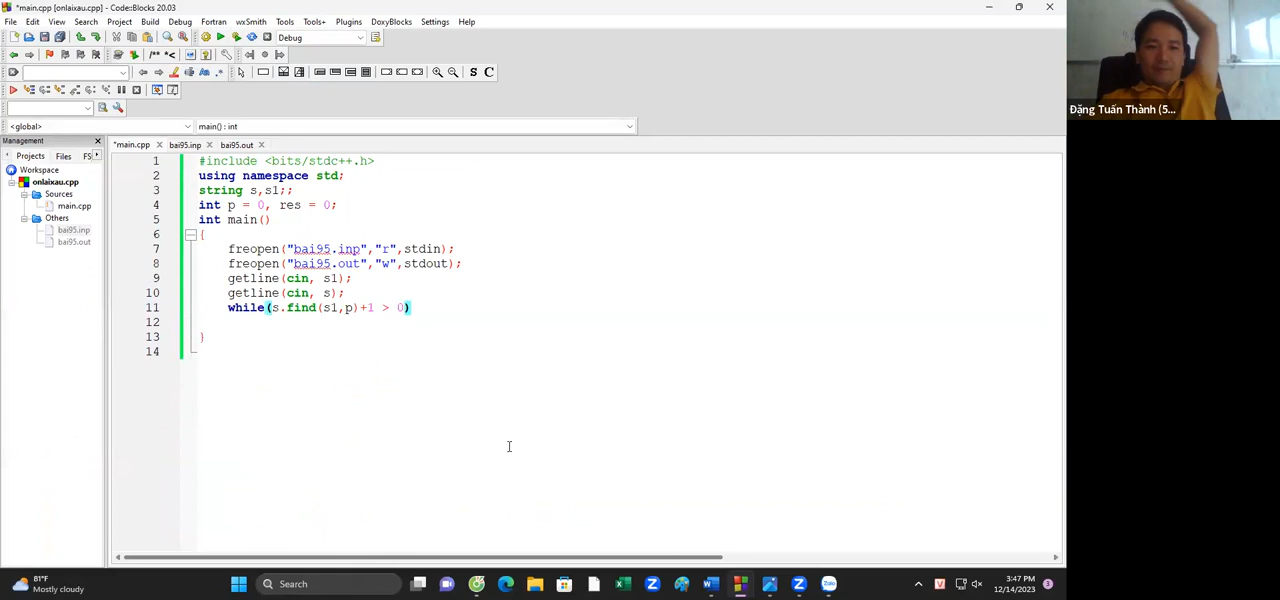 *main.cpp [onlaixau.cpp] - Code::Blocks 20.03
File Edit View Search Project Build Debug Fortran wxSmith Tools Tools+ Plugins DoxyBlocks Settings Help
Debug
/** *<
S C
<global>
main() : int
Management
Projects Files FS
Workspace
onlaixau.cpp
Sources
main.cpp
Others
bai95.inp
bai95.out
*main.cpp bai95.inp bai95.out
1 #include <bits/stdc++.h>
2 using namespace std;
3 string s,s1;;
4 int p = 0, res = 0;
5 int main()
6 {
7 freopen("bai95.inp","r",stdin);
8 freopen("bai95.out","w",stdout);
9 getline(cin, s1);
10 getline(cin, s);
11 while(s.find(s1,p)+1 > 0)
12
13 }
14
Đặng Tuấn Thành (5...
81°F
Mostly cloudy
Search
3:47 PM
12/14/2023
3